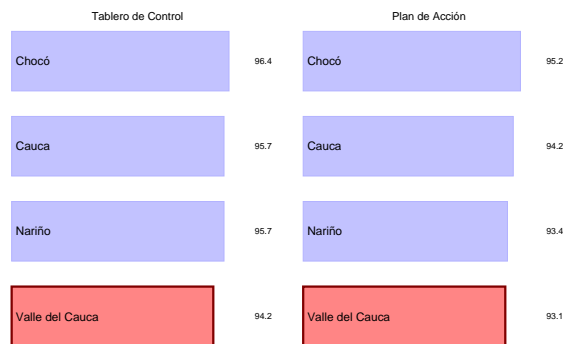 Tablero de Control
Chocó 96.4
Cauca 95.7
Nariño 95.7
Valle del Cauca 94.2
Plan de Acción
Chocó 95.2
Cauca 94.2
Nariño 93.4
Valle del Cauca 93.1